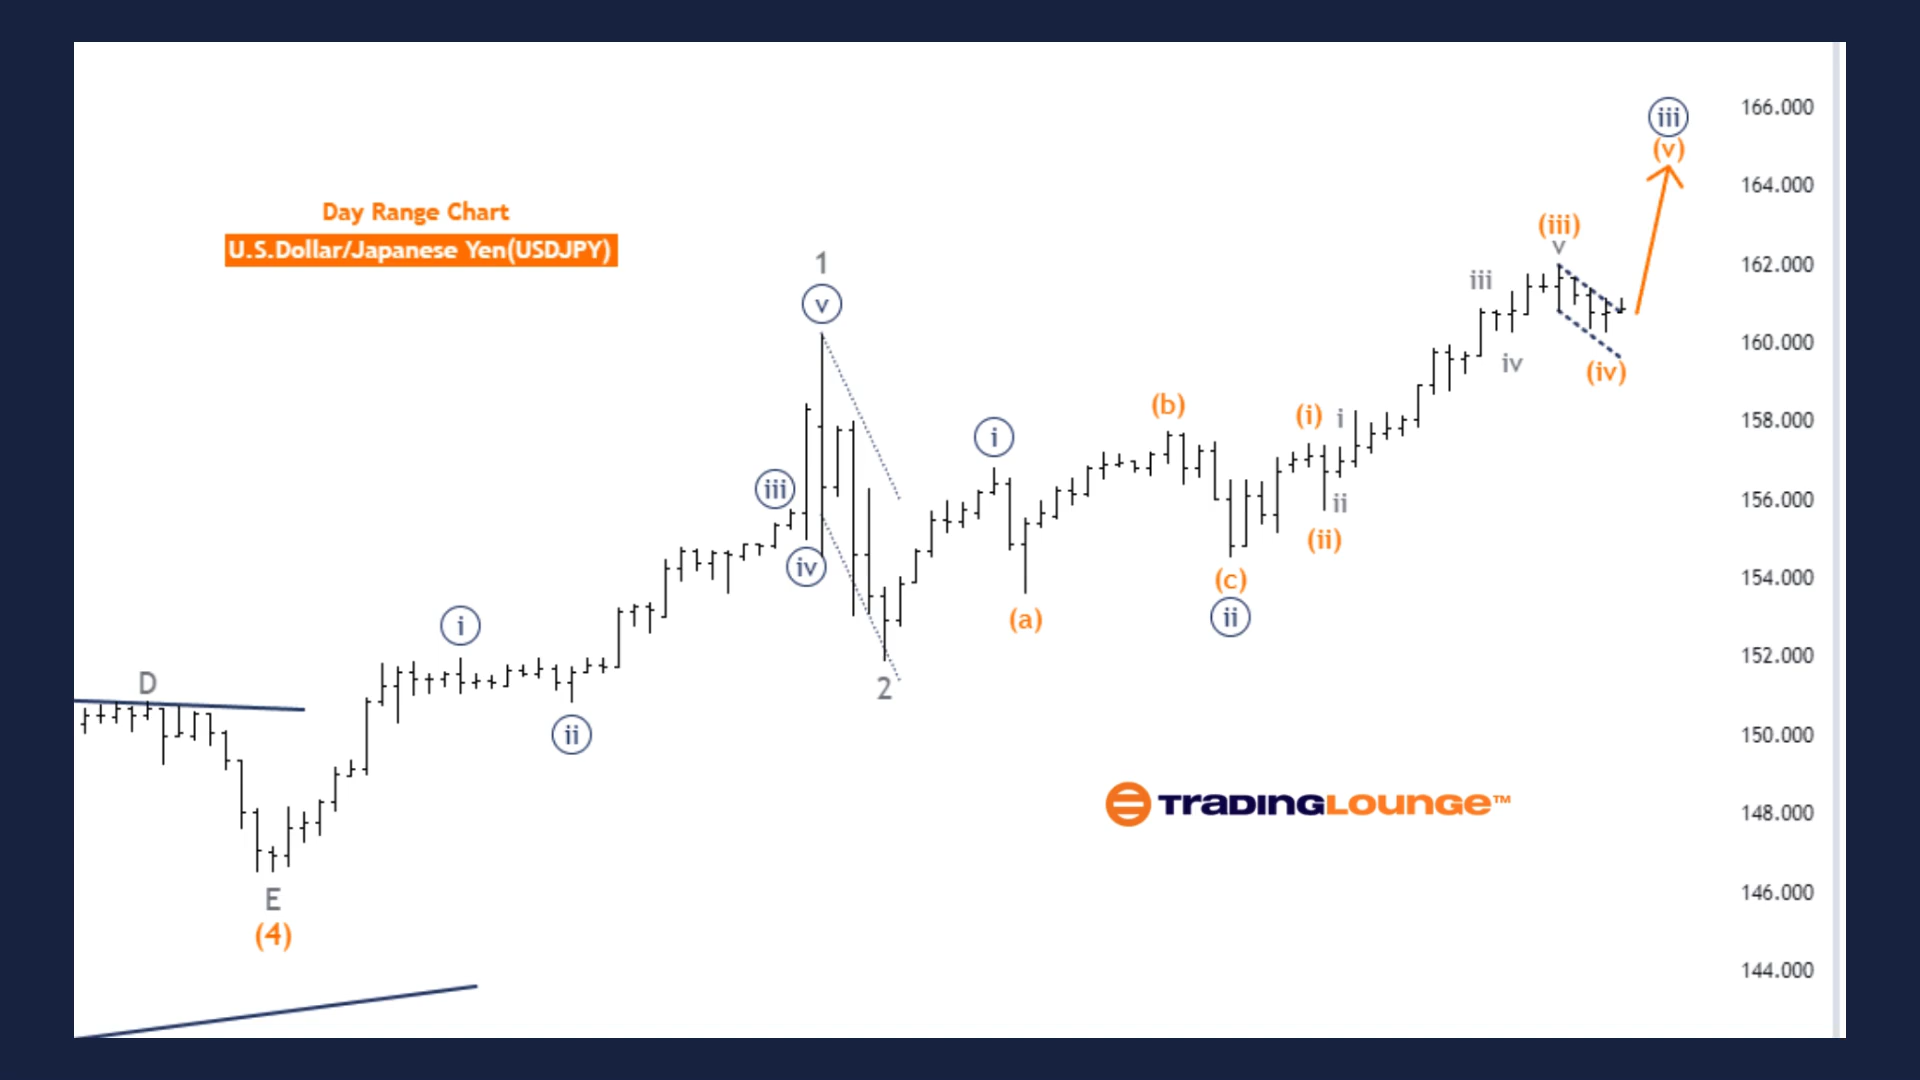 166.000
iii
(v)
164.000
Day Range Chart
(iii)
v
U.S.Dollar/Japanese Yen(USDJPY)
1
162.000
iii
v
160.000
iv
(iv)
(b)
(i) i
158.000
i
iii
156.000
ii
(ii)
iv
154.000
(c)
i
(a)
ii
152.000
D
2
ii
150.000
TRADINGLOUNGE™
148.000
E
146.000
(4)
144.000